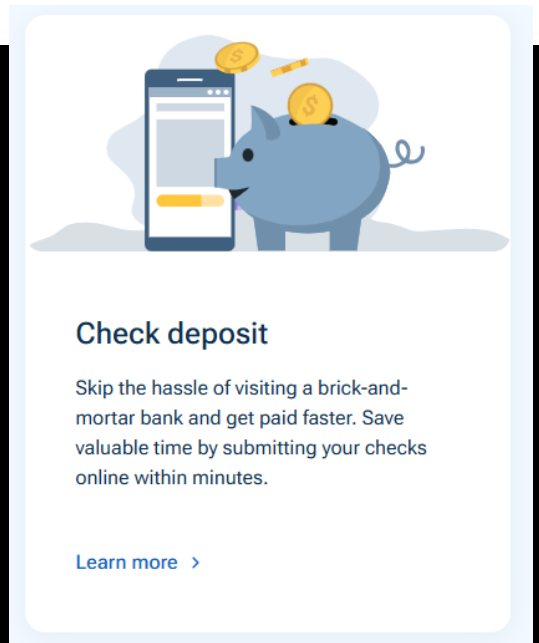 $
$
Check deposit
Skip the hassle of visiting a brick-and-
mortar bank and get paid faster. Save
valuable time by submitting your checks
online within minutes.
Learn more >